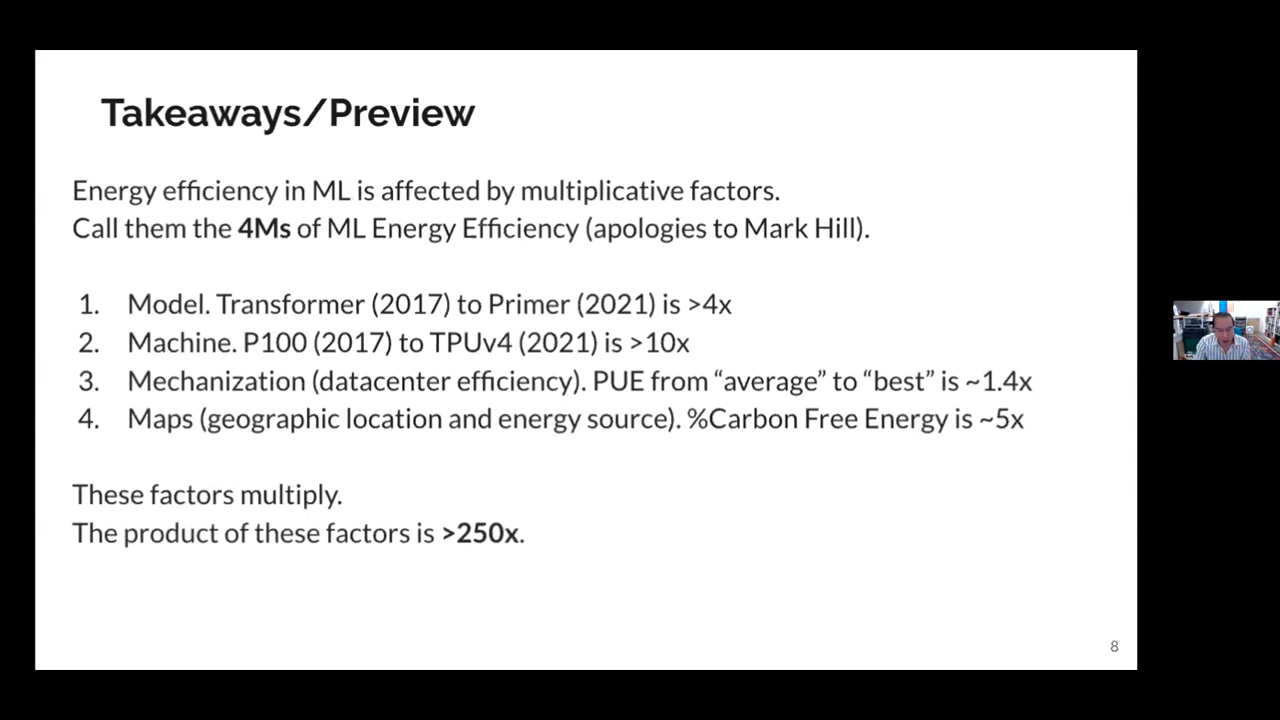 Takeaways/Preview
Energy efficiency in ML is affected by multiplicative factors.
Call them the 4Ms of ML Energy Efficiency (apologies to Mark Hill).
1. Model. Transformer (2017) to Primer (2021) is >4x
2. Machine. P100 (2017) to TPUv4 (2021) is >10x
3. Mechanization (datacenter efficiency). PUE from “average” to “best” is ~1.4x
4. Maps (geographic location and energy source). %Carbon Free Energy is ~5x
These factors multiply.
The product of these factors is >250x.
8